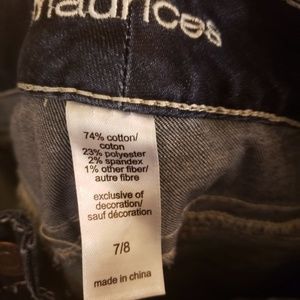 maurices
74% cotton/
coton
23% polyester
2% spandex
1% other fiber/
autre fibre
exclusive of
decoration/
sauf décoration
7/8
made in china